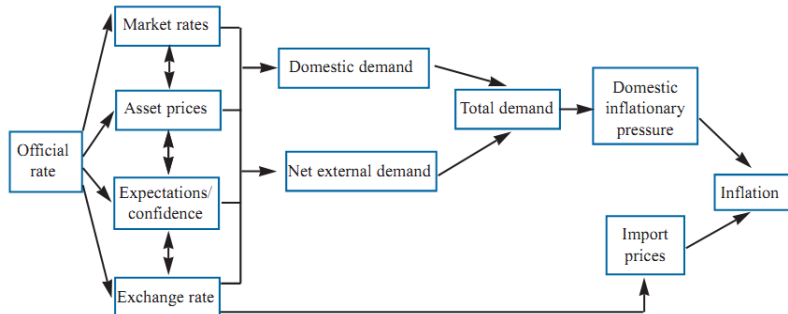 Market rates
Asset prices
Official
rate
Expectations/
confidence
Exchange rate
Domestic demand
Net external demand
Total demand
Domestic
inflationary
pressure
Import
prices
Inflation